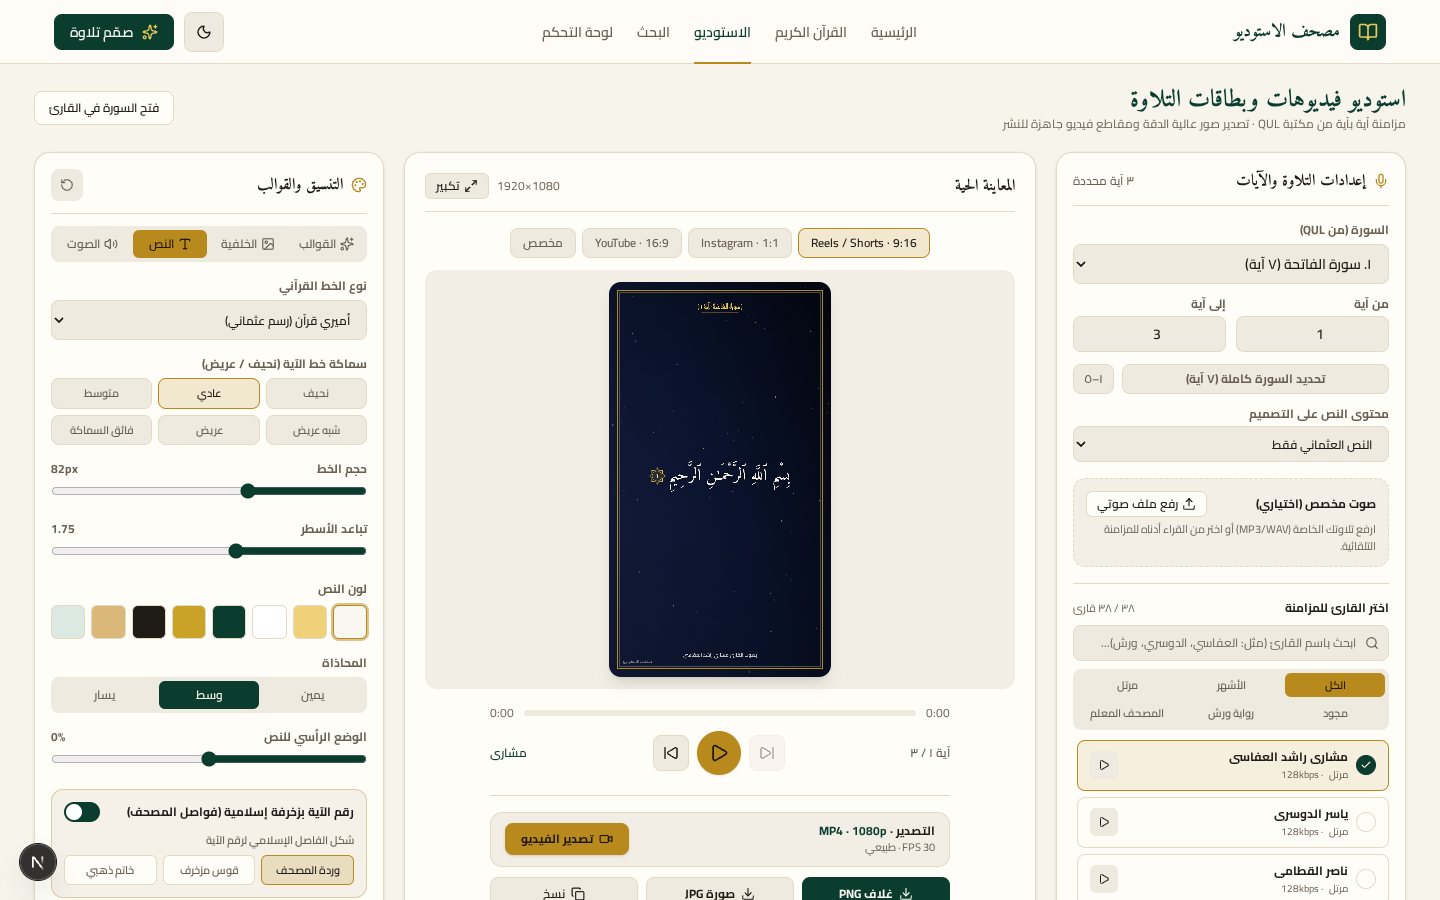 مصحف الاستوديو
الرئيسية
القرآن الكريم
الاستوديو
البحث
لوحة التحكم
صمّم تلاوة
استوديو فيديوهات وبطاقات التلاوة
مزامنة آية بآية من مكتبة QUL · تصدير صور عالية الدقة ومقاطع فيديو جاهزة للنشر
فتح السورة في القارئ
إعدادات التلاوة والآيات
٣ آية محددة
السورة (من QUL)
١. سورة الفاتحة (٧ آية)
من آية
إلى آية
1
3
تحديد السورة كاملة (٧ آية)
١–٥
محتوى النص على التصميم
النص العثماني فقط
صوت مخصص (اختياري)
رفع ملف صوتي
ارفع تلاوتك الخاصة (MP3/WAV) أو اختر من القراء أدناه للمزامنة
التلقائية.
اختر القارئ للمزامنة
٣٨ / ٣٨ قارئ
ابحث باسم القارئ (مثل: العفاسي، الدوسري، ورش)...
الكل
الأشهر
مرتل
مجود
رواية ورش
المصحف المعلم
مشاري راشد العفاسي
مرتل · 128kbps
ياسر الدوسري
مرتل · 128kbps
ناصر القطامي
مرتل · 128kbps
المعاينة الحية
1080×1920
تكبير
Reels / Shorts · 9:16
Instagram · 1:1
YouTube · 16:9
مخصص
بِسْمِ ٱللَّهِ ٱلرَّحْمَـٰنِ ٱلرَّحِيمِ
0:00
0:00
آية ١ / ٣
مشاري
التصدير · MP4 · 1080p
30 FPS · طبيعي
تصدير الفيديو
غلاف PNG
صورة JPG
نسخ
التنسيق والقوالب
القوالب
الخلفية
النص
الصوت
نوع الخط القرآني
أميري قرآن (رسم عثماني)
سماكة خط الآية (نحيف / عريض)
نحيف
عادي
متوسط
شبه عريض
عريض
فائق السماكة
حجم الخط
82px
تباعد الأسطر
1.75
لون النص
المحاذاة
يمين
وسط
يسار
الوضع الرأسي للنص
0%
رقم الآية بزخرفة إسلامية (فواصل المصحف)
شكل الفاصل الإسلامي لرقم الآية
وردة المصحف
قوس مزخرف
خاتم ذهبي
N